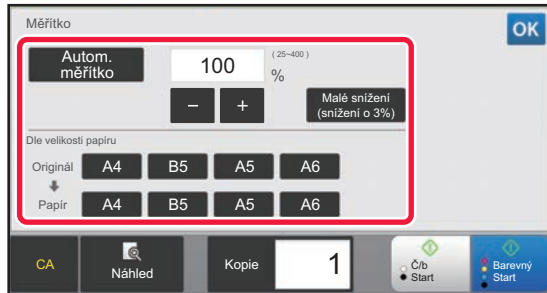 Měřítko
OK
Autom.
měřítko
100
(25~400)
%
−
+
Malé snížení
(snížení o 3%)
Dle velikosti papíru
Originál
A4
B5
A5
A6
Papír
A4
B5
A5
A6
CA
Náhled
Kopie
1
Č/b
Start
Barevný
Start